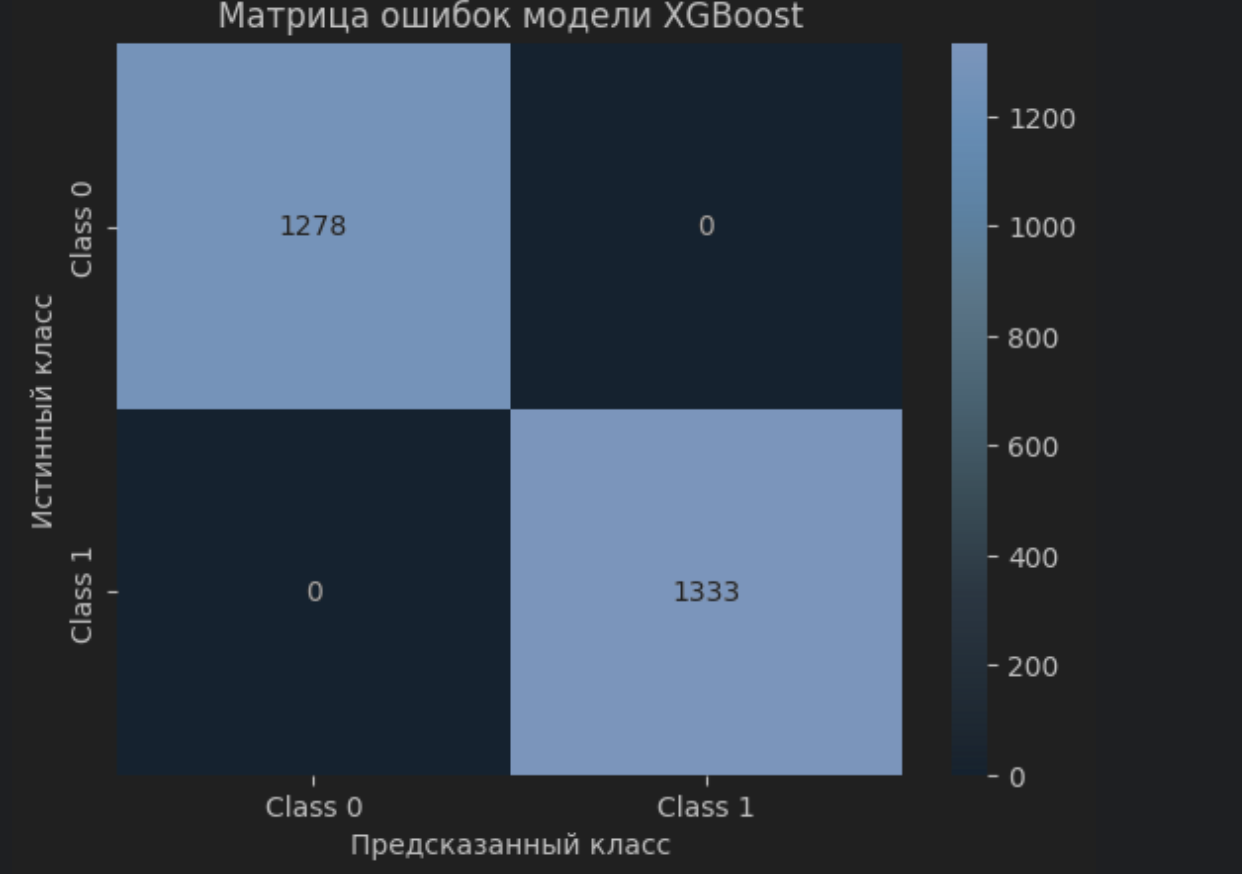 Матрица ошибок модели XGBoost
Истинный класс
Class 0
1278
0
Class 1
0
1333
Class 0
Class 1
Предсказанный класс
1200
1000
800
600
400
200
0